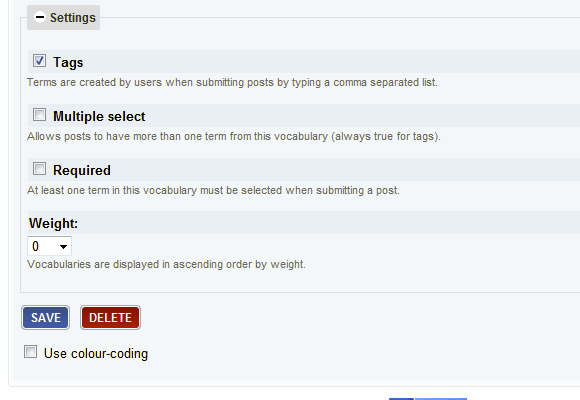 Settings
Tags
Terms are created by users when submitting posts by typing a comma separated list.
Multiple select
Allows posts to have more than one term from this vocabulary (always true for tags).
Required
At least one term in this vocabulary must be selected when submitting a post.
Weight:
0
Vocabularies are displayed in ascending order by weight.
SAVE DELETE
Use colour-coding